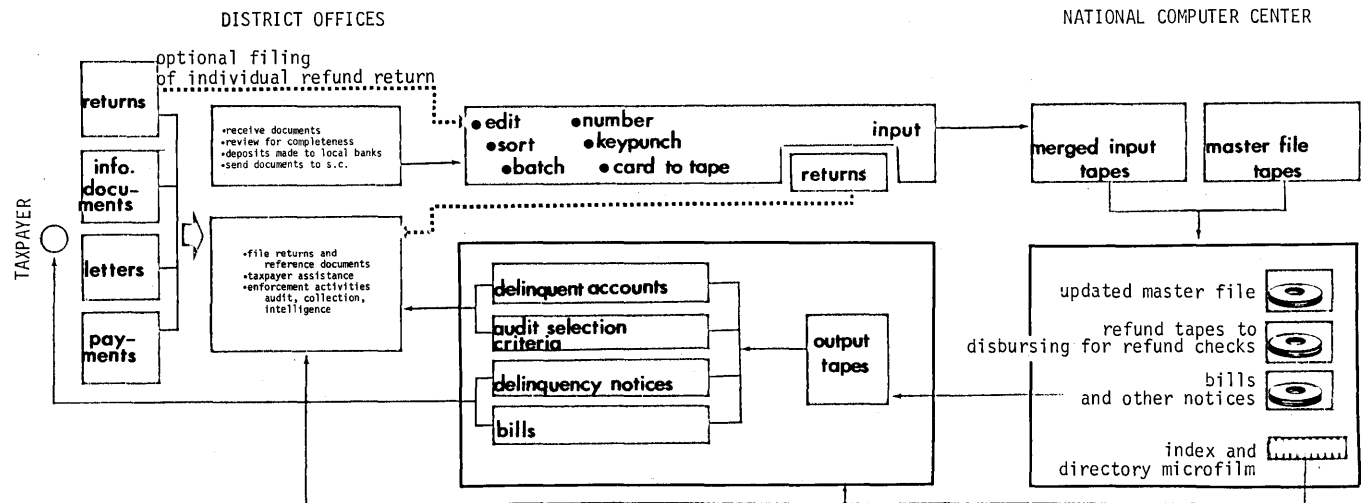 DISTRICT OFFICES
NATIONAL COMPUTER CENTER
optional filing
of individual refund return
TAXPAYER
returns
info.
docu-
ments
letters
pay-
ments
•receive documents
•review for completeness
•deposits made to local banks
•send documents to s.c.
•file returns and
reference documents
•taxpayer assistance
•enforcement activities
audit, collection,
intelligence
•edit •number
•sort •keypunch
•batch •card to tape
input
returns
merged input
tapes
master file
tapes
delinquent accounts
audit selection
criteria
delinquency notices
bills
output
tapes
updated master file
refund tapes to
disbursing for refund checks
bills
and other notices
index and
directory microfilm